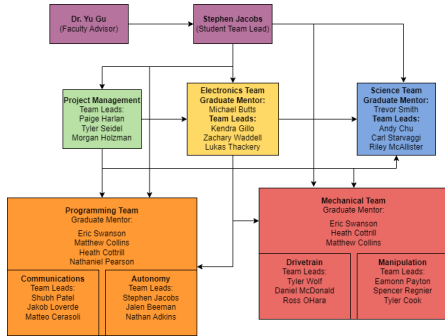 Dr. Yu Gu
(Faculty Advisor)
Stephen Jacobs
(Student Team Lead)
Project Management
Team Leads:
Paige Harlan
Tyler Seidel
Morgan Holzman
Electronics Team
Graduate Mentor:
Michael Butts
Team Leads:
Kendra Gillo
Zachary Waddell
Lukas Thackery
Science Team
Graduate Mentor:
Trevor Smith
Team Leads:
Andy Chu
Carl Starvaggi
Riley McAllister
Programming Team
Graduate Mentor:
Eric Swanson
Matthew Collins
Heath Cottrill
Nathaniel Pearson
Communications
Team Leads:
Shubh Patel
Jakob Loverde
Matteo Cerasoli
Autonomy
Team Leads:
Stephen Jacobs
Jalen Beeman
Nathan Adkins
Mechanical Team
Graduate Mentor:
Eric Swanson
Heath Cottrill
Matthew Collins
Drivetrain
Team Leads:
Tyler Wolf
Daniel McDonald
Ross OHara
Manipulation
Team Leads:
Eamonn Payton
Spencer Regnier
Tyler Cook